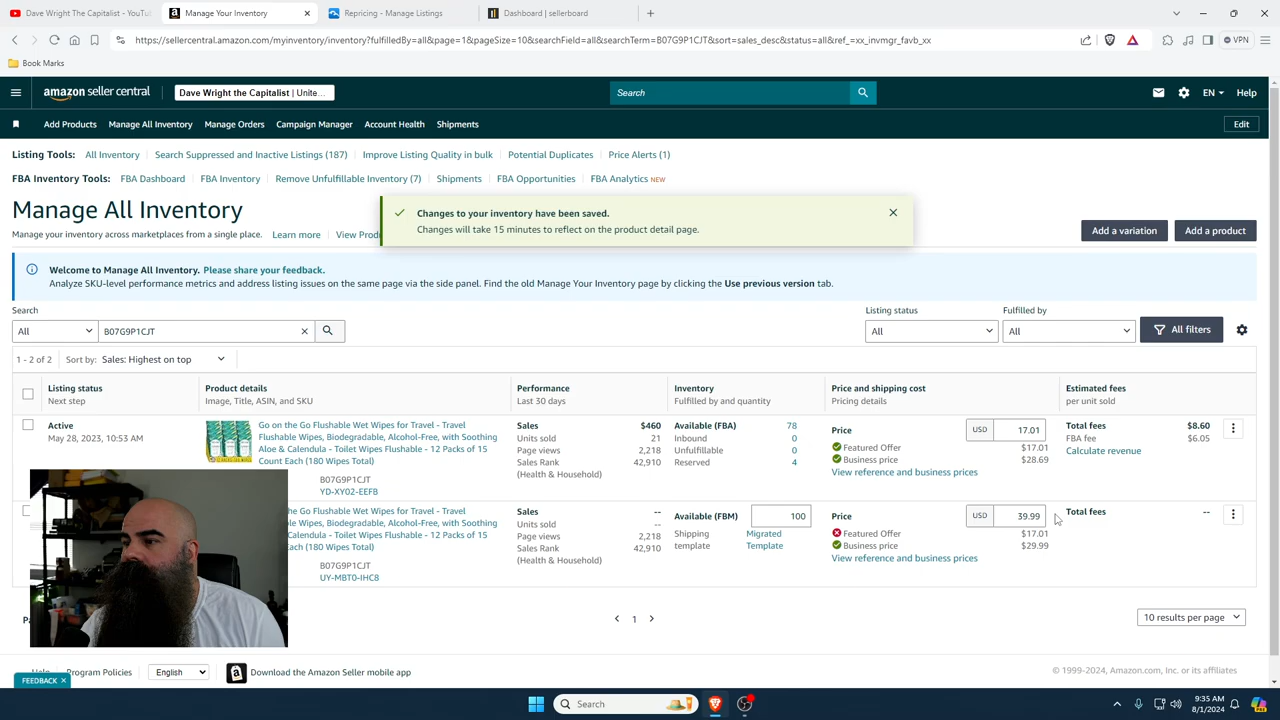 Dave Wright The Capitalist - YouTu
Manage Your Inventory
Repricing - Manage Listings
Dashboard | sellerboard
https://sellercentral.amazon.com/myinventory/inventory?fulfilledBy=all&page=1&pageSize=10&searchField=all&searchTerm=B07G9P1CJT&sort=sales_desc&status=all&ref_=xx_invmgr_favb_xx
VPN
Book Marks
amazon seller central
Dave Wright the Capitalist | Unite...
Search
EN
Help
Add Products
Manage All Inventory
Manage Orders
Campaign Manager
Account Health
Shipments
Edit
Listing Tools: All Inventory Search Suppressed and Inactive Listings (187) Improve Listing Quality in bulk Potential Duplicates Price Alerts (1)
FBA Inventory Tools: FBA Dashboard FBA Inventory Remove Unfulfillable Inventory (7) Shipments FBA Opportunities FBA Analytics NEW
Manage All Inventory
Changes to your inventory have been saved.
Changes will take 15 minutes to reflect on the product detail page.
Manage your inventory across marketplaces from a single place. Learn more View Prod
Add a variation
Add a product
Welcome to Manage All Inventory. Please share your feedback.
Analyze SKU-level performance metrics and address listing issues on the same page via the side panel. Find the old Manage Your Inventory page by clicking the Use previous version tab.
Search
Listing status
Fulfilled by
All
B07G9P1CJT
All
All
All filters
1 - 2 of 2
Sort by: Sales: Highest on top
Listing status
Next step
Product details
Image, Title, ASIN, and SKU
Performance
Last 30 days
Inventory
Fulfilled by and quantity
Price and shipping cost
Pricing details
Estimated fees
per unit sold
Active
May 28, 2023, 10:53 AM
Go on the Go Flushable Wet Wipes for Travel - Travel
Flushable Wipes, Biodegradable, Alcohol-Free, with Soothing
Aloe & Calendula - Toilet Wipes Flushable - 12 Packs of 15
Count Each (180 Wipes Total)
B07G9P1CJT
YD-XY02-EEFB
Sales $460
Units sold 21
Page views 2,218
Sales Rank 42,910
(Health & Household)
Available (FBA) 78
Inbound 0
Unfulfillable 0
Reserved 4
Price USD 17.01
Featured Offer $17.01
Business price $28.69
View reference and business prices
Total fees $8.60
FBA fee $6.05
Calculate revenue
he Go Flushable Wet Wipes for Travel - Travel
le Wipes, Biodegradable, Alcohol-Free, with Soothing
Calendula - Toilet Wipes Flushable - 12 Packs of 15
ach (180 Wipes Total)
B07G9P1CJT
UY-MBT0-IHC8
Sales --
Units sold --
Page views 2,218
Sales Rank 42,910
(Health & Household)
Available (FBM) 100
Shipping template
Migrated Template
Price USD 39.99
Featured Offer $17.01
Business price $29.99
View reference and business prices
Total fees --
1
10 results per page
Help
Program Policies
English
Download the Amazon Seller mobile app
© 1999-2024, Amazon.com, Inc. or its affiliates
FEEDBACK
Search
9:35 AM
8/1/2024